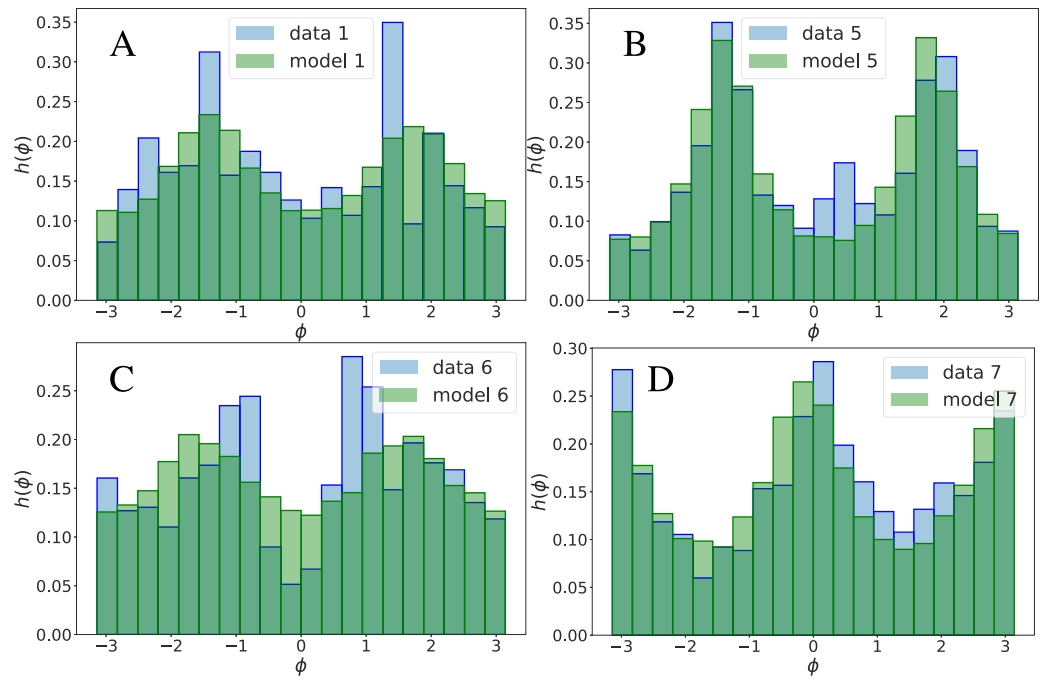 A
data 1
model 1
h(ϕ)
0.35
0.30
0.25
0.20
0.15
0.10
0.05
0.00
−3 −2 −1 0 1 2 3
ϕ
B
data 5
model 5
h(ϕ)
0.35
0.30
0.25
0.20
0.15
0.10
0.05
0.00
−3 −2 −1 0 1 2 3
ϕ
C
data 6
model 6
h(ϕ)
0.25
0.20
0.15
0.10
0.05
0.00
−3 −2 −1 0 1 2 3
ϕ
D
data 7
model 7
h(ϕ)
0.30
0.25
0.20
0.15
0.10
0.05
0.00
−3 −2 −1 0 1 2 3
ϕ